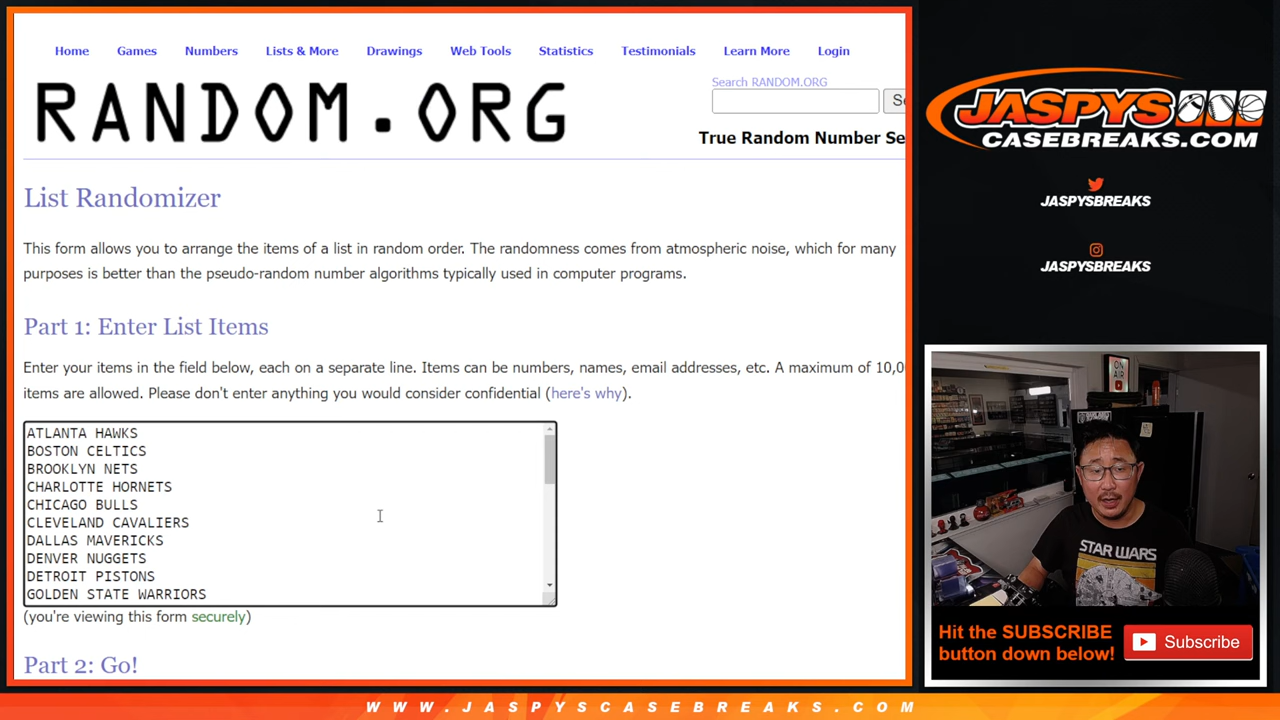 Home Games Numbers Lists & More Drawings Web Tools Statistics Testimonials Learn More Login
RANDOM.ORG
Search RANDOM.ORG
True Random Number Se
List Randomizer
This form allows you to arrange the items of a list in random order. The randomness comes from atmospheric noise, which for many
purposes is better than the pseudo-random number algorithms typically used in computer programs.
Part 1: Enter List Items
Enter your items in the field below, each on a separate line. Items can be numbers, names, email addresses, etc. A maximum of 10,0
items are allowed. Please don't enter anything you would consider confidential (here's why).
ATLANTA HAWKS
BOSTON CELTICS
BROOKLYN NETS
CHARLOTTE HORNETS
CHICAGO BULLS
CLEVELAND CAVALIERS
DALLAS MAVERICKS
DENVER NUGGETS
DETROIT PISTONS
GOLDEN STATE WARRIORS
(you're viewing this form securely)
Part 2: Go!
JASPYS
CASEBREAKS.COM
JASPYSBREAKS
JASPYSBREAKS
ON
AIR
STAR WARS
Hit the SUBSCRIBE
button down below!
Subscribe
WWW.JASPYSCASEBREAKS.COM